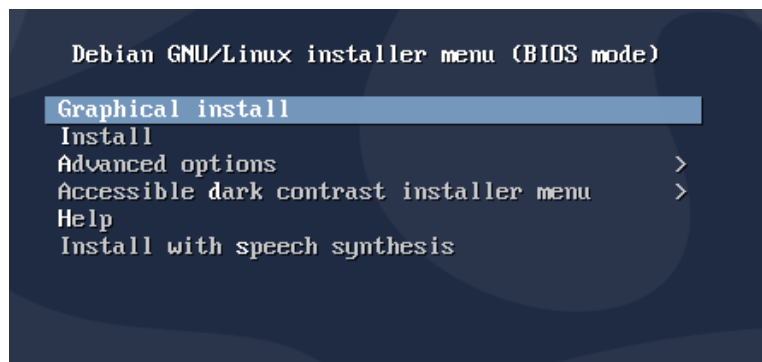 Debian GNU/Linux installer menu (BIOS mode)
Graphical install
Install
Advanced options >
Accessible dark contrast installer menu >
Help
Install with speech synthesis